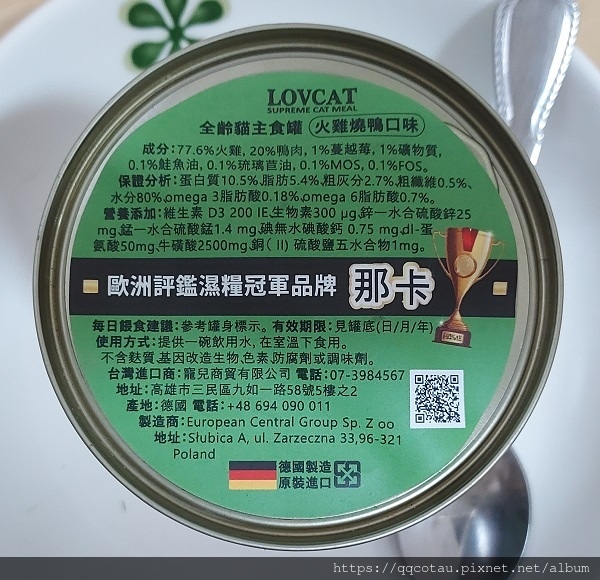 LOVCAT
SUPREME CAT MEAL
全齡貓主食罐 火雞燒鴨口味
成分:77.6%火雞, 20%鴨肉, 1%蔓越莓, 1%礦物質,
0.1%鮭魚油, 0.1%琉璃苣油, 0.1%MOS, 0.1%FOS。
保證分析:蛋白質10.5%,脂肪5.4%,粗灰分2.7%,粗纖維0.5%、
水分80%,omega 3脂肪酸0.18%,omega 6脂肪酸0.7%。
營養添加:維生素 D3 200 IE,生物素300 µg,鋅一水合硫酸鋅25
mg,錳一水合硫酸錳1.4 mg,碘無水碘酸鈣 0.75 mg,dl-蛋
氨酸50mg,牛磺酸2500mg,銅( II) 硫酸鹽五水合物1mg。
歐洲評鑑濕糧冠軍品牌 那卡
每日餵食建議:參考罐身標示。有效期限:見罐底(日/月/年)
使用方式:提供一碗飲用水, 在室溫下食用。
不含麩質,基因改造生物,色素,防腐劑或調味劑。
台灣進口商:寵兒商貿有限公司 電話:07-3984567
地址:高雄市三民區九如一路58號5樓之2
產地:德國 電話:+48 694 090 011
製造商:European Central Group Sp. Z oo
地址:Słubica A, ul. Zarzeczna 33,96-321
Poland
德國製造
原裝進口
https://qqcotau.pixnet.net/album